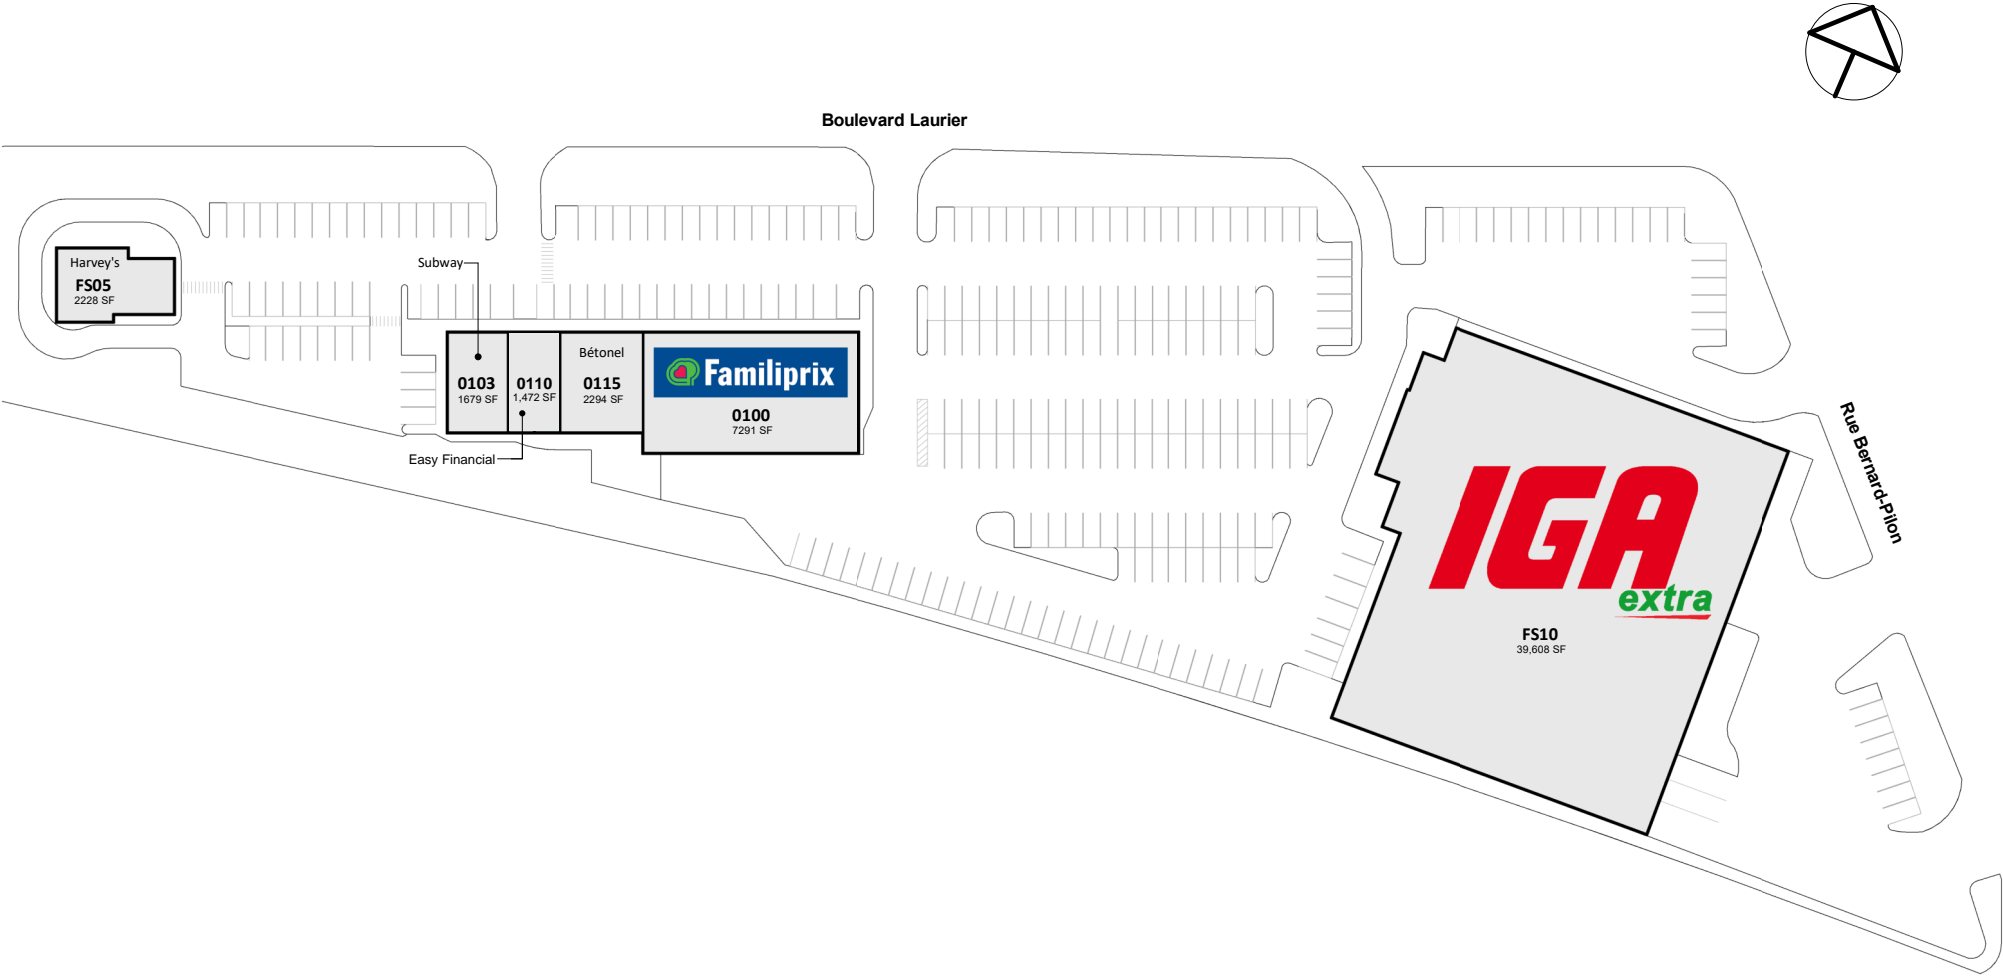 Boulevard Laurier
Harvey's
FS05
2228 SF
Subway
0103
1679 SF
0110
1,472 SF
Easy Financial
Bétonel
0115
2294 SF
Familiprix
0100
7291 SF
IGA
extra
FS10
39,608 SF
Rue Bernard-Pilon